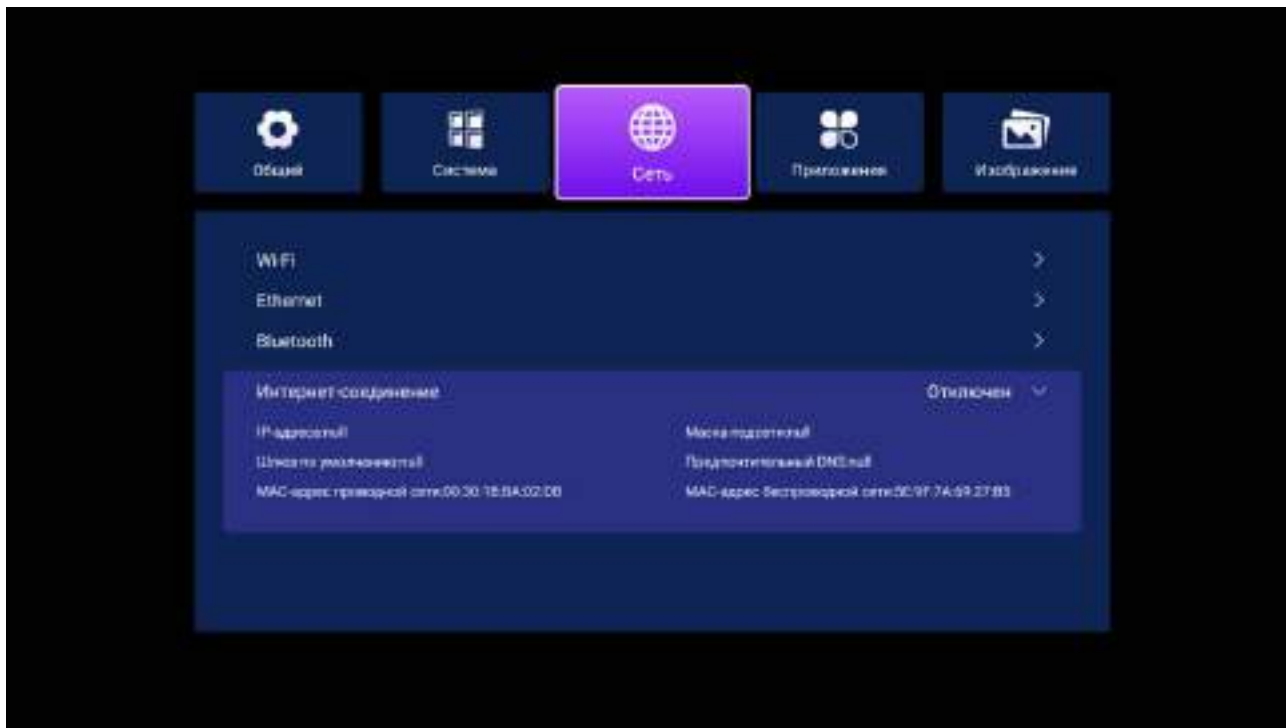 Общий
Система
Сеть
Приложения
Изображение
Wi-Fi
Ethernet
Bluetooth
Интернет-соединение
Отключен
IP-адрес:null
Маска подсети:null
Шлюз по умолчанию:null
Предпочтительный DNS:null
MAC-адрес проводной сети:
MAC-адрес беспроводной сети: